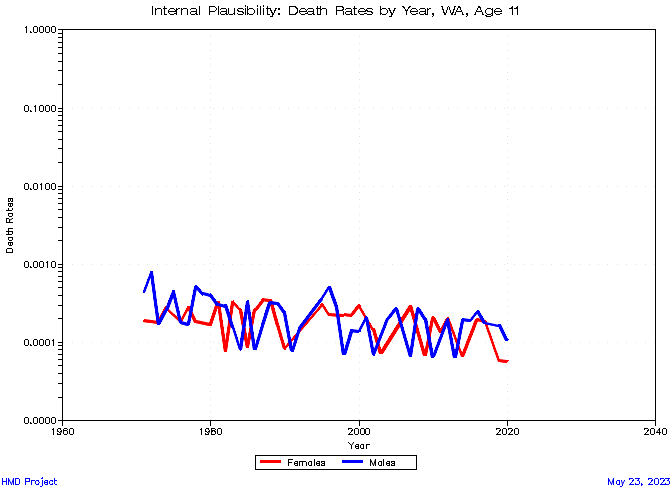 Internal Plausibility: Death Rates by Year, WA, Age 11
1.0000
0.1000
0.0100
0.0010
0.0001
0.0000
Death Rates
1960 1980 2000 2020 2040
Year
Females Males
HMD Project May 23, 2023